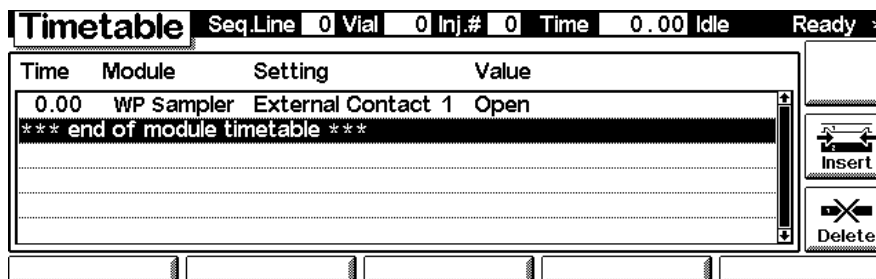 Timetable Seq.Line 0 Vial 0 Inj.# 0 Time 0.00 Idle Ready
Time Module Setting Value
0.00 WP Sampler External Contact 1 Open
*** end of module timetable ***
Insert
Delete